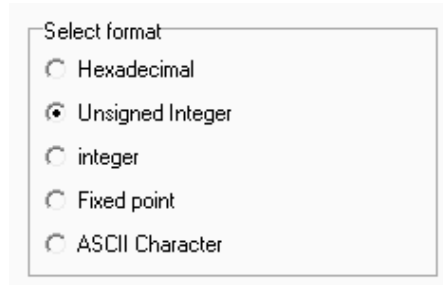 Select format
Hexadecimal
Unsigned Integer
integer
Fixed point
ASCII Character